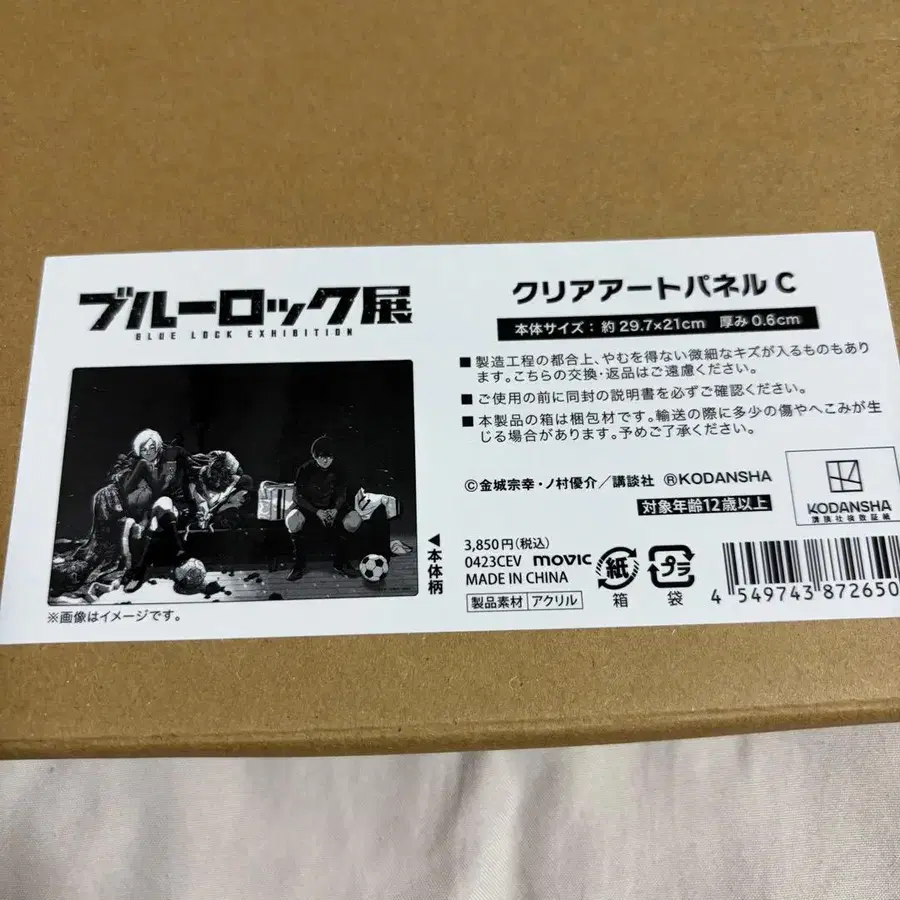 ブルーロック展
BLUE LOCK EXHIBITION
※画像はイメージです。
◀本体柄
クリアアートパネル C
本体サイズ：約 29.7×21cm 厚み 0.6cm
■製造工程の都合上、やむを得ない微細なキズが入るものもあり
ます。こちらの交換・返品はご遠慮ください。
■ご使用の前に同封の説明書を必ずご確認ください。
■本製品の箱は梱包材です。輸送の際に多少の傷やへこみが生
じる場合があります。予めご了承ください。
©金城宗幸・ノ村優介／講談社 ®KODANSHA
対象年齢12歳以上
KODANSHA
講談社検数証紙
3,850円（税込）
0423CEV movic
MADE IN CHINA
製品素材 アクリル
紙
箱
プラ
袋
4 549743 872650